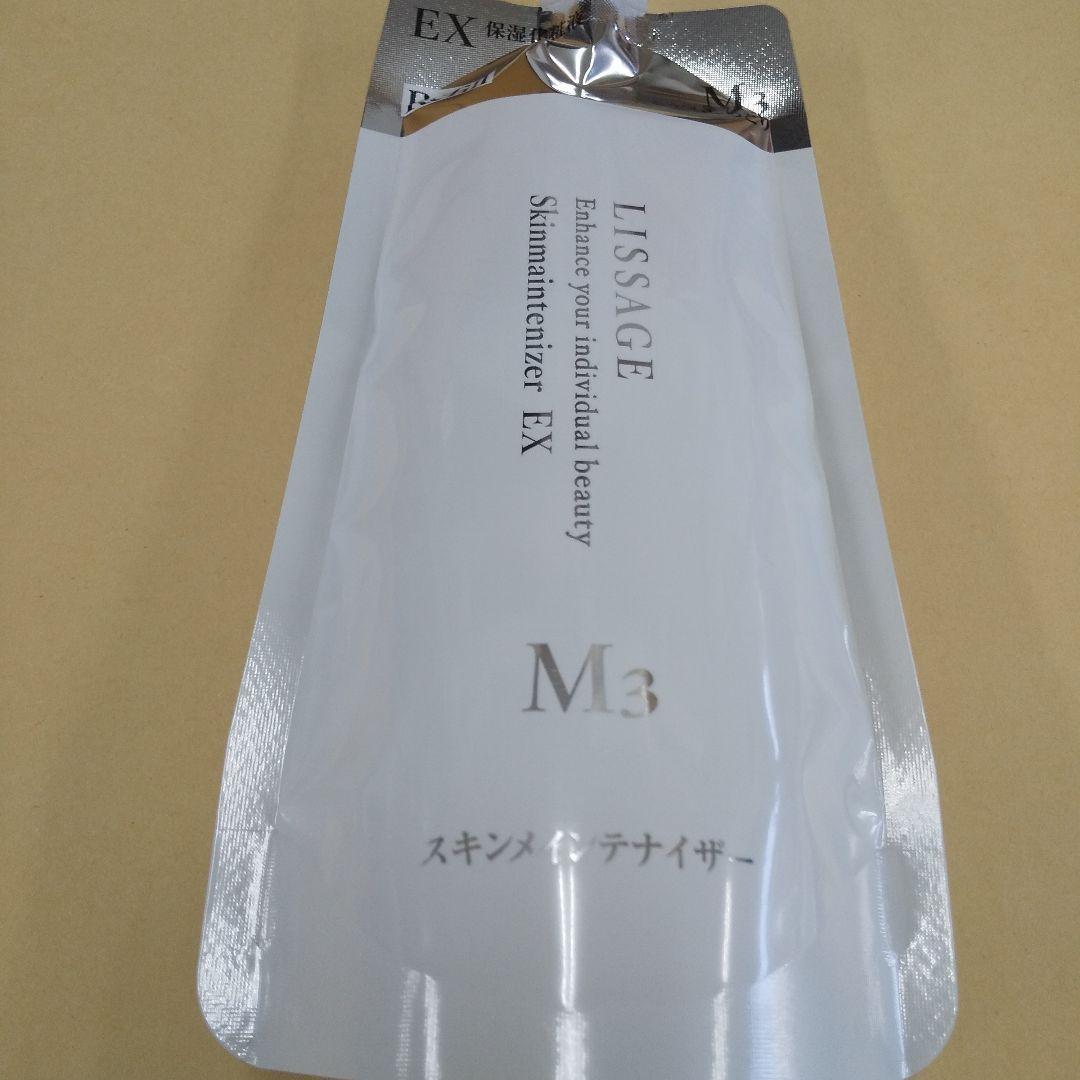 EX 保湿化粧液
Refill
M3
LISSAGE
Enhance your individual beauty
Skinmaintenizer EX
M3
スキンメインテナイザー